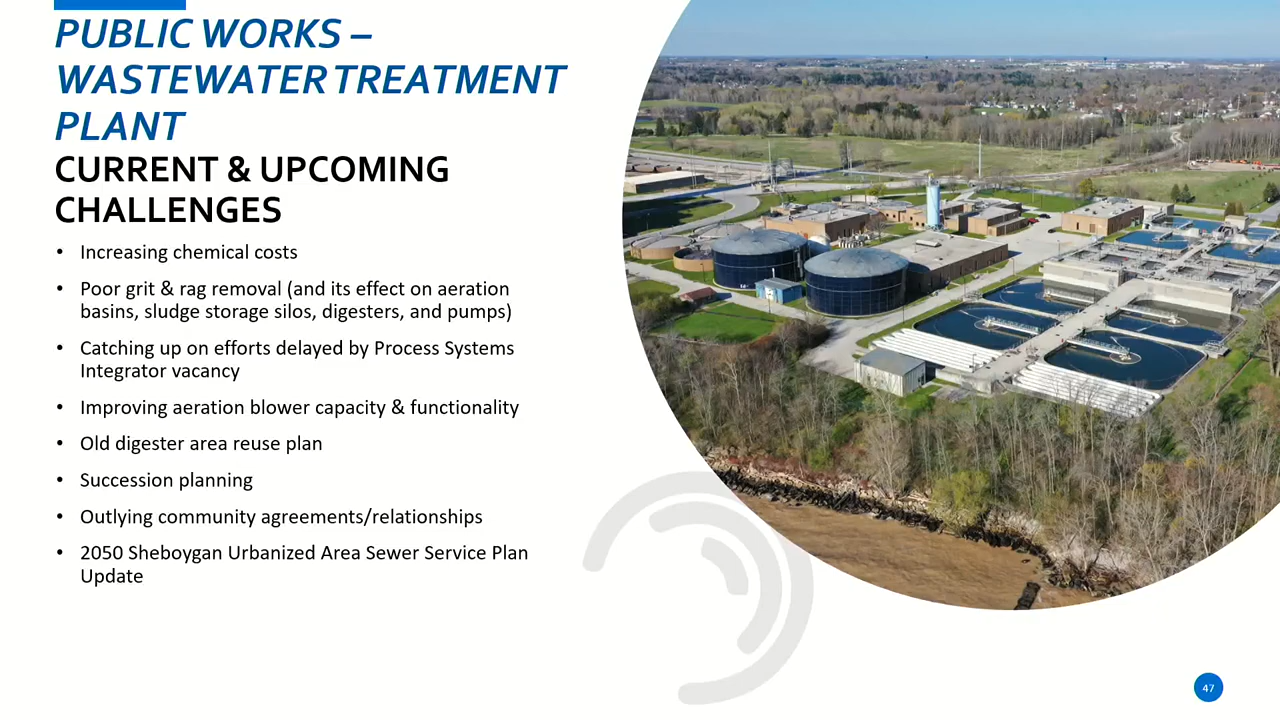 PUBLIC WORKS –
WASTEWATER TREATMENT
PLANT
CURRENT & UPCOMING
CHALLENGES
• Increasing chemical costs
• Poor grit & rag removal (and its effect on aeration
basins, sludge storage silos, digesters, and pumps)
• Catching up on efforts delayed by Process Systems
Integrator vacancy
• Improving aeration blower capacity & functionality
• Old digester area reuse plan
• Succession planning
• Outlying community agreements/relationships
• 2050 Sheboygan Urbanized Area Sewer Service Plan
Update
47